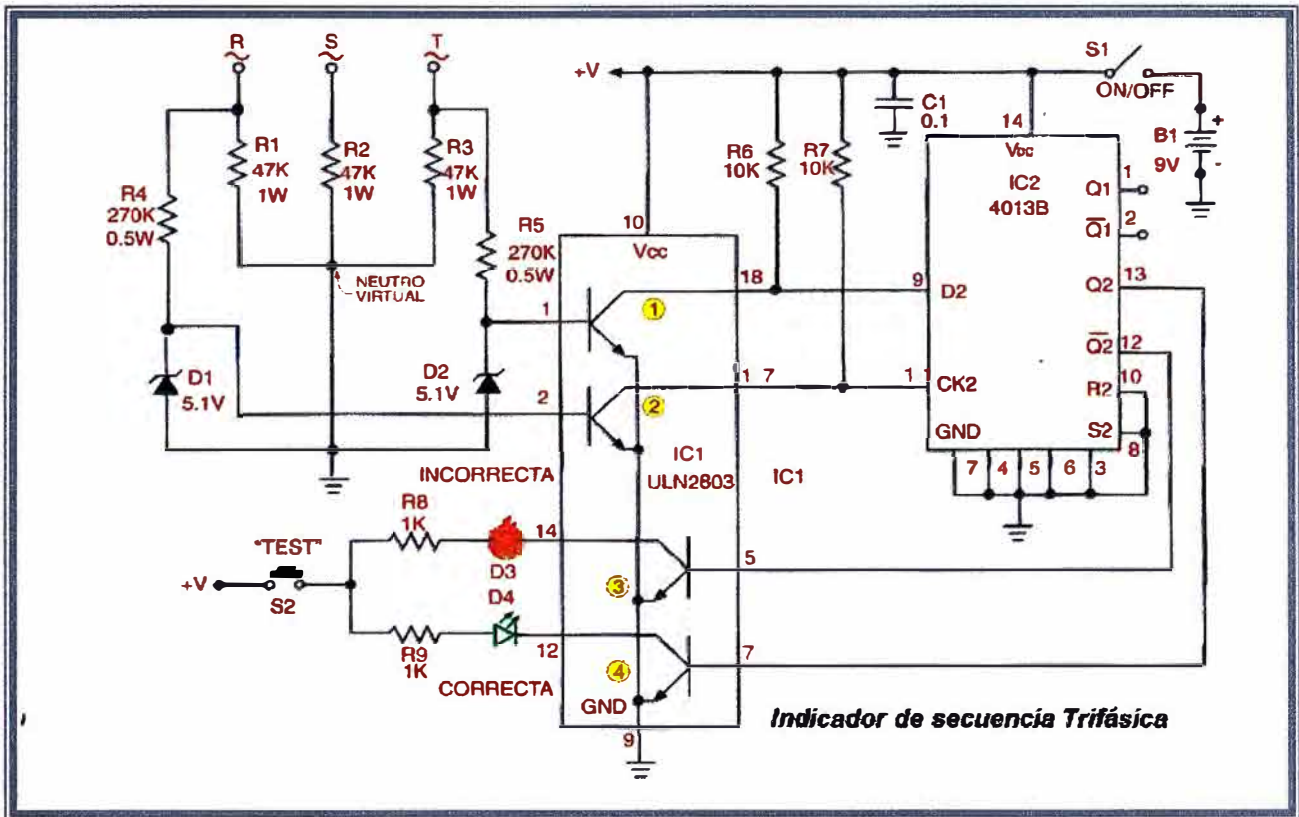 R
S
T
R1
47K
1W
R2
47K
1W
R3
47K
1W
R4
270K
0.5W
R5
270K
0.5W
NEUTRO
VIRTUAL
D1
5.1V
D2
5.1V
+V
S1
ON/OFF
C1
0.1
B1
9V
+
-
R6
10K
R7
10K
10
Vcc
1
2
18
1 7
1
2
IC1
ULN2803
IC1
14
Vcc
IC2
4013B
9
D2
1 1
CK2
GND
Q1
1
Q1
2
Q2
13
Q2
12
R2
10
S2
8
7
4
5
6
3
INCORRECTA
R8
1K
"TEST"
+V
S2
D3
D4
R9
1K
CORRECTA
14
12
3
4
5
7
GND
9
Indicador de secuencia Trifásica